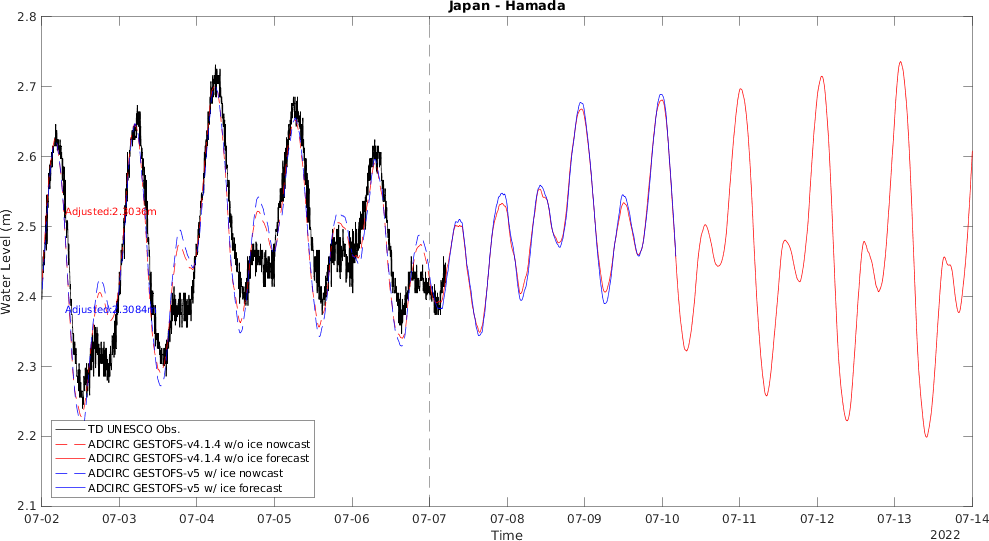 Japan - Hamada
2.8
2.7
2.6
2.5
2.4
2.3
2.2
2.1
Water Level (m)
Adjusted:2.3036m
Adjusted:2.3084m
TD UNESCO Obs.
ADCIRC GESTOFS-v4.1.4 w/o ice nowcast
ADCIRC GESTOFS-v4.1.4 w/o ice forecast
ADCIRC GESTOFS-v5 w/ ice nowcast
ADCIRC GESTOFS-v5 w/ ice forecast
07-02 07-03 07-04 07-05 07-06 07-07 07-08 07-09 07-10 07-11 07-12 07-13 07-14
Time
2022